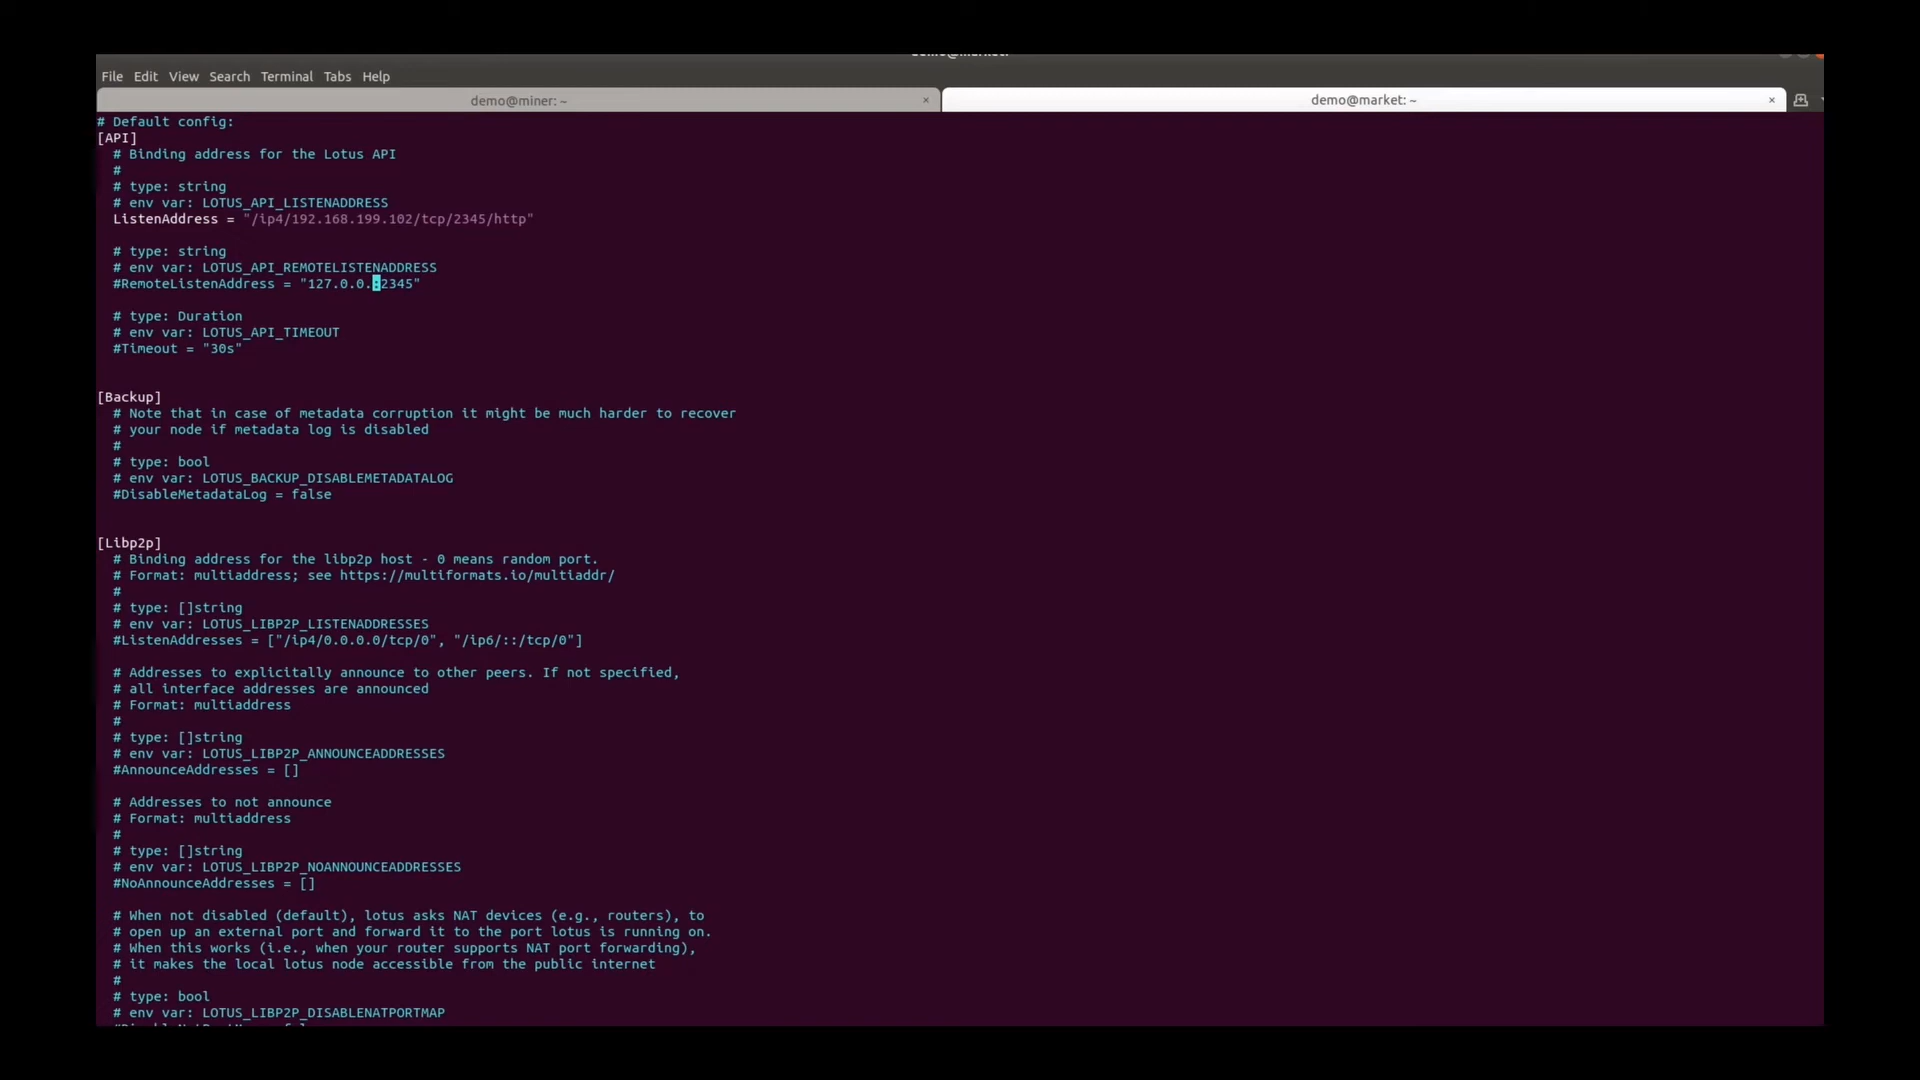 File Edit View Search Terminal Tabs Help
demo@miner: ~ × demo@market: ~ ×
# Default config:
[API]
# Binding address for the Lotus API
#
# type: string
# env var: LOTUS_API_LISTENADDRESS
ListenAddress = "/ip4/192.168.199.102/tcp/2345/http"
# type: string
# env var: LOTUS_API_REMOTELISTENADDRESS
#RemoteListenAddress = "127.0.0.:2345"
# type: Duration
# env var: LOTUS_API_TIMEOUT
#Timeout = "30s"
[Backup]
# Note that in case of metadata corruption it might be much harder to recover
# your node if metadata log is disabled
#
# type: bool
# env var: LOTUS_BACKUP_DISABLEMETADATALOG
#DisableMetadataLog = false
[Libp2p]
# Binding address for the libp2p host - 0 means random port.
# Format: multiaddress; see https://multiformats.io/multiaddr/
#
# type: []string
# env var: LOTUS_LIBP2P_LISTENADDRESSES
#ListenAddresses = ["/ip4/0.0.0.0/tcp/0", "/ip6/::/tcp/0"]
# Addresses to explicitally announce to other peers. If not specified,
# all interface addresses are announced
# Format: multiaddress
#
# type: []string
# env var: LOTUS_LIBP2P_ANNOUNCEADDRESSES
#AnnounceAddresses = []
# Addresses to not announce
# Format: multiaddress
#
# type: []string
# env var: LOTUS_LIBP2P_NOANNOUNCEADDRESSES
#NoAnnounceAddresses = []
# When not disabled (default), lotus asks NAT devices (e.g., routers), to
# open up an external port and forward it to the port lotus is running on.
# When this works (i.e., when your router supports NAT port forwarding),
# it makes the local lotus node accessible from the public internet
#
# type: bool
# env var: LOTUS_LIBP2P_DISABLENATPORTMAP